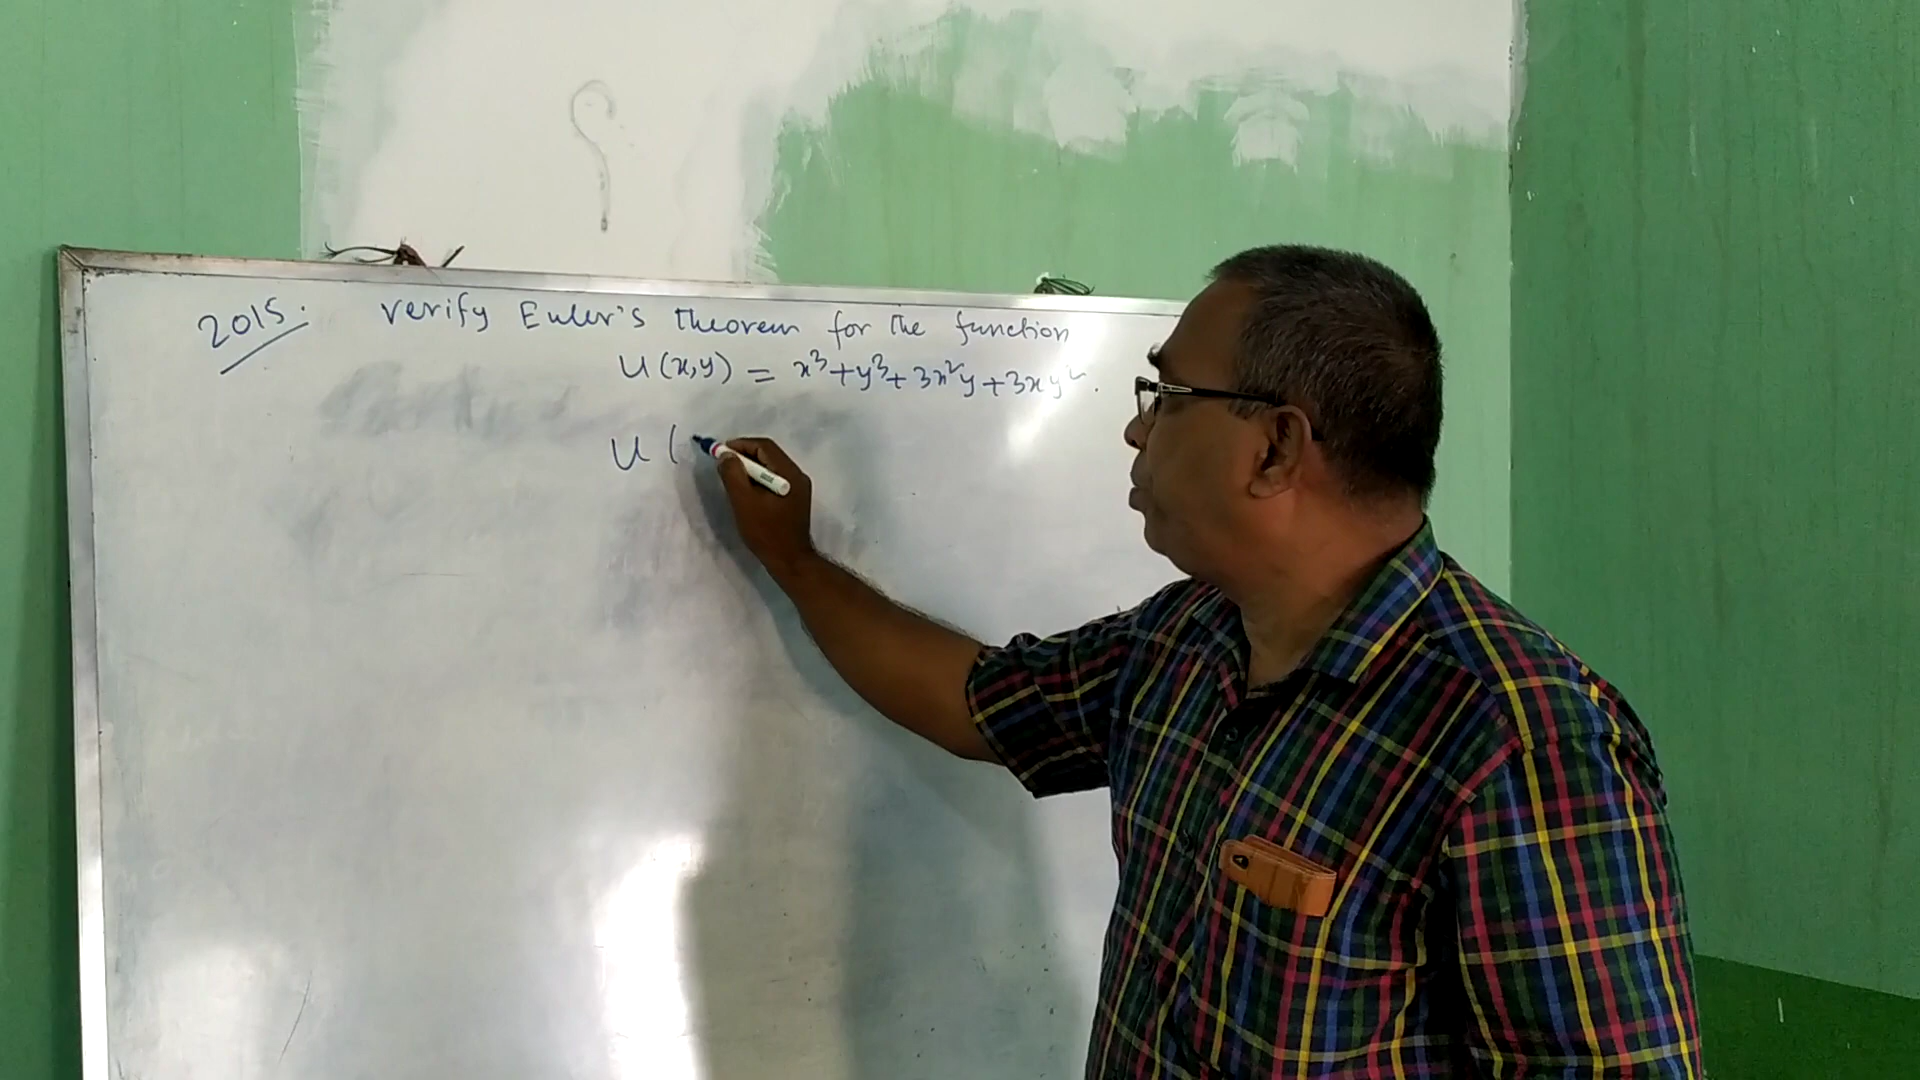 2015. verify Euler's theorem for the function
U(x,y) = x³+y³+3x²y+3xy².
U (